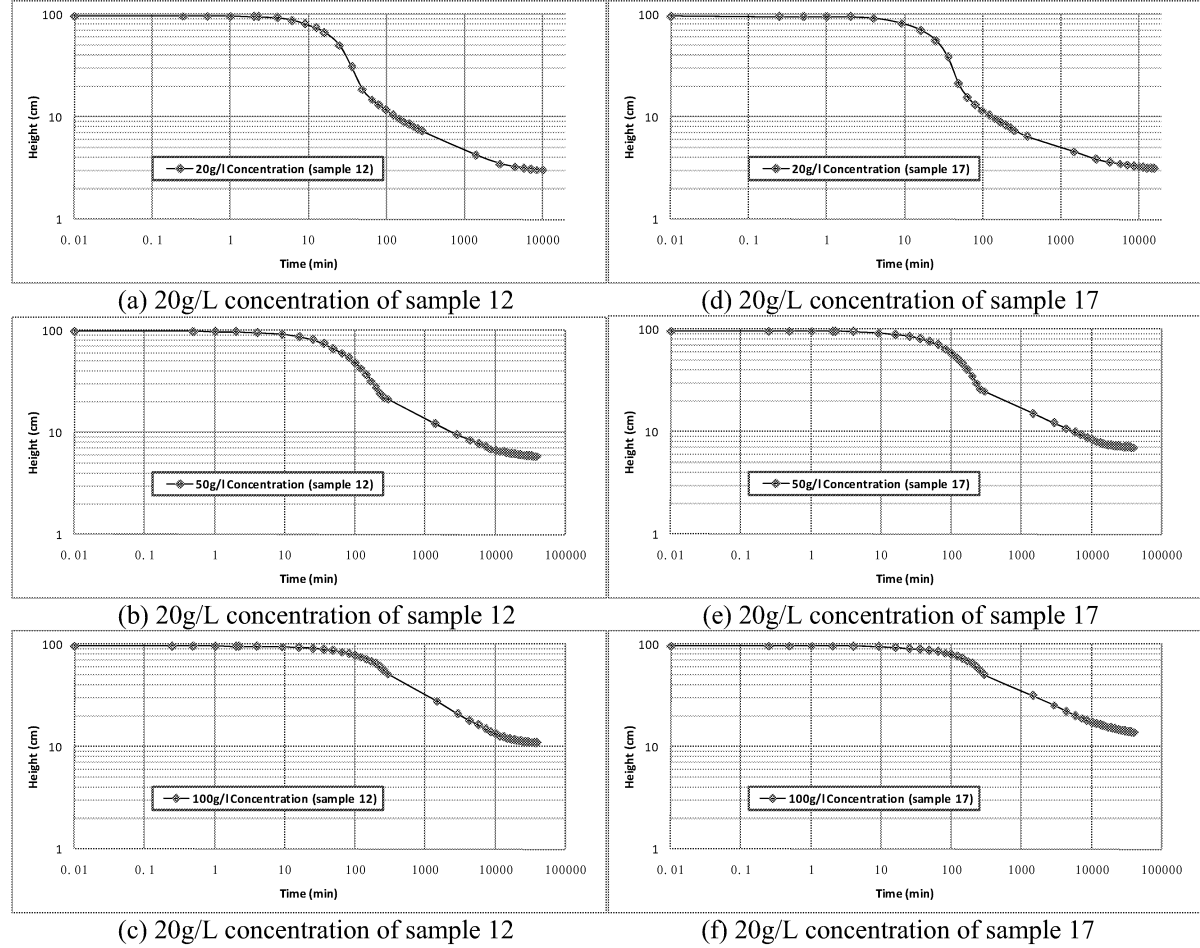 100
10
1
Height (cm)
20g/l Concentration (sample 12)
0. 01 0. 1 1 10 100 1000 10000
Time (min)
(a) 20g/L concentration of sample 12
100
10
1
Height (cm)
20g/l Concentration (sample 17)
0. 01 0. 1 1 10 100 1000 10000
Time (min)
(d) 20g/L concentration of sample 17
100
10
1
Height (cm)
50g/l Concentration (sample 12)
0. 01 0. 1 1 10 100 1000 10000 100000
Time (min)
(b) 20g/L concentration of sample 12
100
10
1
Height (cm)
50g/l Concentration (sample 17)
0. 01 0. 1 1 10 100 1000 10000 100000
Time (min)
(e) 20g/L concentration of sample 17
100
10
1
Height (cm)
100g/l Concentration (sample 12)
0. 01 0. 1 1 10 100 1000 10000 100000
Time (min)
(c) 20g/L concentration of sample 12
100
10
1
Height (cm)
100g/l Concentration (sample 17)
0. 01 0. 1 1 10 100 1000 10000 100000
Time (min)
(f) 20g/L concentration of sample 17